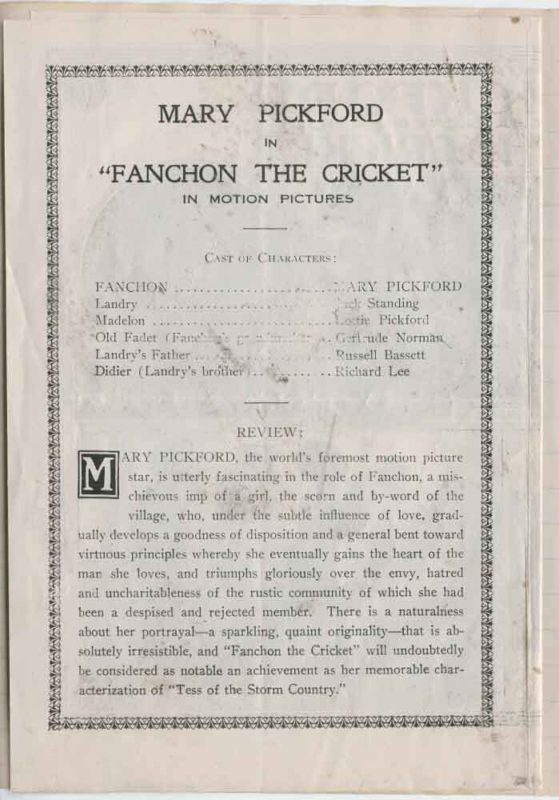 MARY PICKFORD
IN
"FANCHON THE CRICKET"
IN MOTION PICTURES
CAST OF CHARACTERS:
FANCHON .................... MARY PICKFORD
Landry .................... Jack Standing
Madelon .................... Lottie Pickford
Old Fadet (Fanchon's grandmother) .. Gertrude Norman
Landry's Father .................... Russell Bassett
Didier (Landry's brother) .......... Richard Lee
REVIEW:
MARY PICKFORD, the world's foremost motion picture
star, is utterly fascinating in the role of Fanchon, a mis-
chievous imp of a girl, the scorn and by-word of the
village, who, under the subtle influence of love, grad-
ually develops a goodness of disposition and a general bent toward
virtuous principles whereby she eventually gains the heart of the
man she loves, and triumphs gloriously over the envy, hatred
and uncharitableness of the rustic community of which she had
been a despised and rejected member. There is a naturalness
about her portrayal—a sparkling, quaint originality—that is ab-
solutely irresistible, and "Fanchon the Cricket" will undoubtedly
be considered as notable an achievement as her memorable char-
acterization of "Tess of the Storm Country."